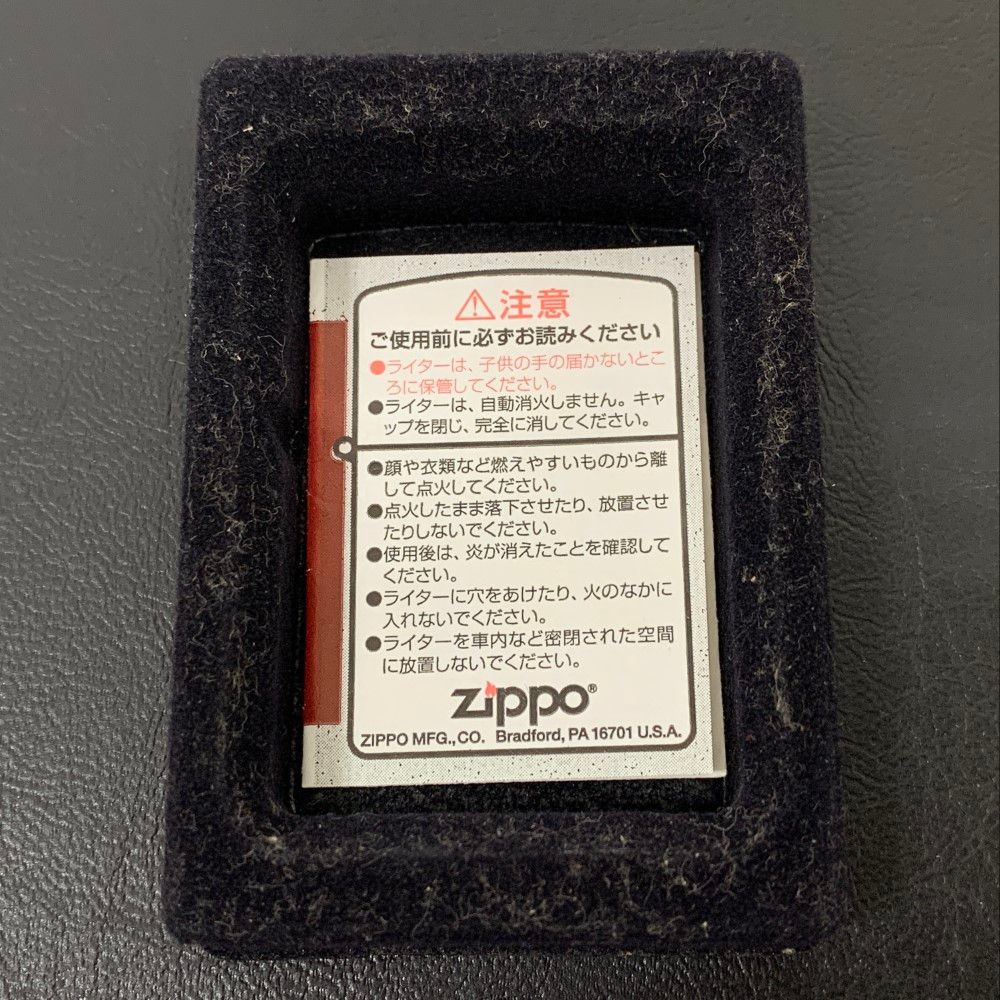 ⚠注意
ご使用前に必ずお読みください
●ライターは、子供の手の届かないとこ
ろに保管してください。
●ライターは、自動消火しません。キャ
ップを閉じ、完全に消してください。
●顔や衣類など燃えやすいものから離
して点火してください。
●点火したまま落下させたり、放置させ
たりしないでください。
●使用後は、炎が消えたことを確認して
ください。
●ライターに穴をあけたり、火のなかに
入れないでください。
●ライターを車内など密閉された空間
に放置しないでください。
Zippo®
ZIPPO MFG.,CO. Bradford, PA 16701 U.S.A.